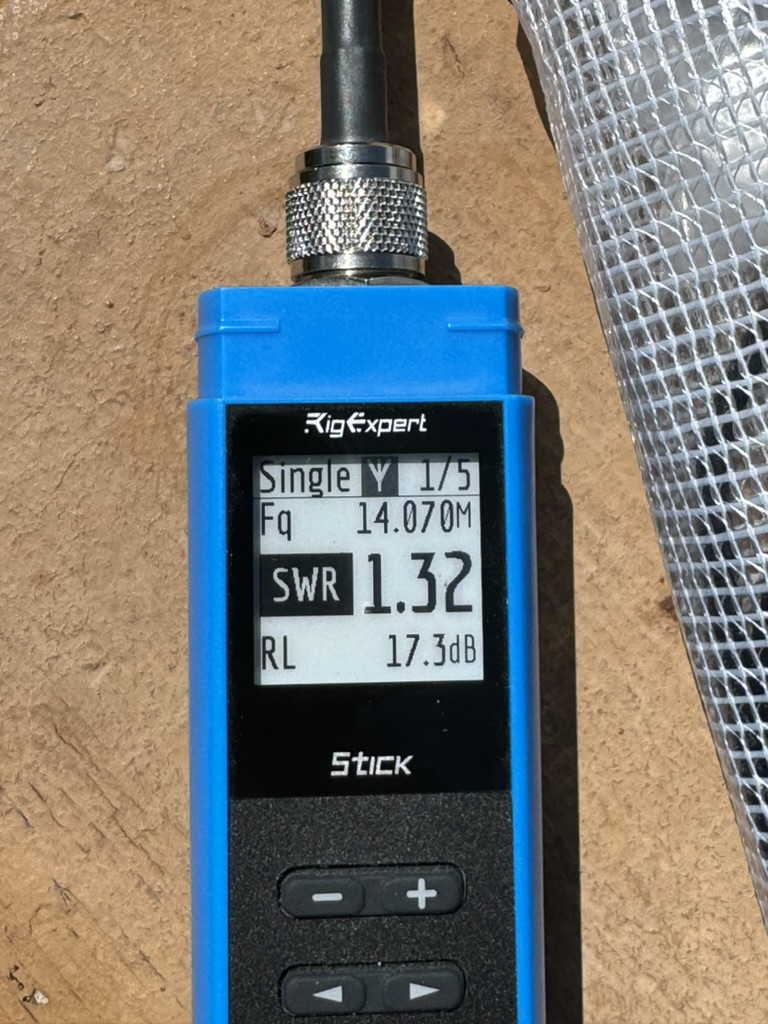 RigExpert
Single 1/5
Fq 14.070M
SWR 1.32
RL 17.3dB
Stick
- +